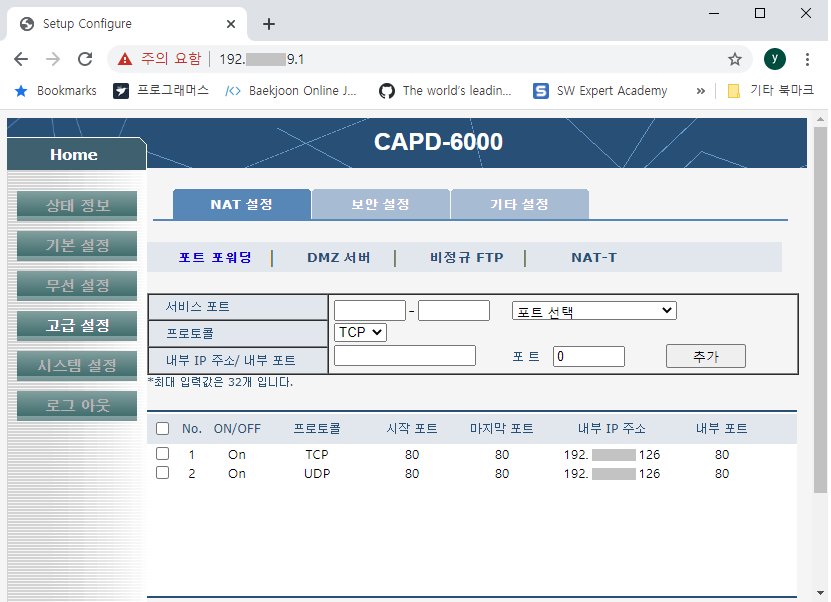 Setup Configure
주의 요함 192. 9.1
y
Bookmarks 프로그래머스 Baekjoon Online J... The world's leadin... SW Expert Academy » 기타 북마크
CAPD-6000
Home
상태 정보
기본 설정
무선 설정
고급 설정
시스템 설정
로그 아웃
NAT 설정 보안 설정 기타 설정
포트 포워딩 DMZ 서버 비정규 FTP NAT-T
서비스 포트 - 포트 선택
프로토콜 TCP
내부 IP 주소/ 내부 포트 포트 0 추가
*최대 입력값은 32개 입니다.
No. ON/OFF 프로토콜 시작 포트 마지막 포트 내부 IP 주소 내부 포트
1 On TCP 80 80 192. 126 80
2 On UDP 80 80 192. 126 80